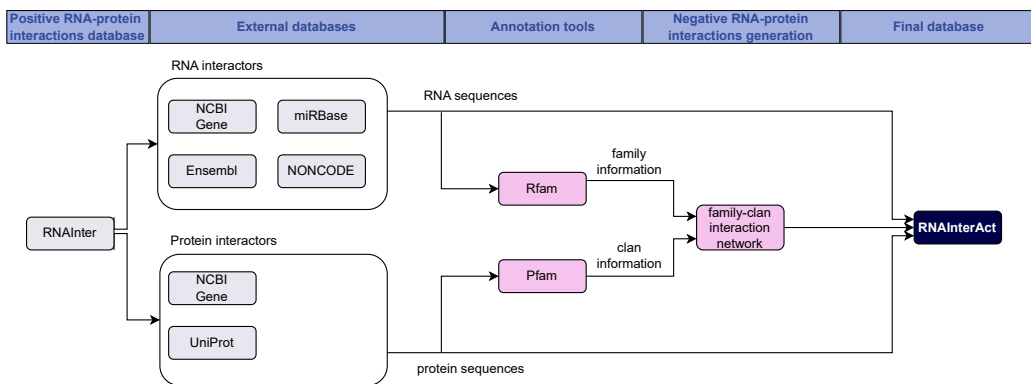 Positive RNA-protein
interactions database
External databases
Annotation tools
Negative RNA-protein
interactions generation
Final database
RNA interactors
NCBI
Gene
miRBase
Ensembl
NONCODE
RNA sequences
Rfam
family
information
RNAInter
family-clan
interaction
network
RNAInterAct
Protein interactors
NCBI
Gene
UniProt
clan
information
Pfam
protein sequences